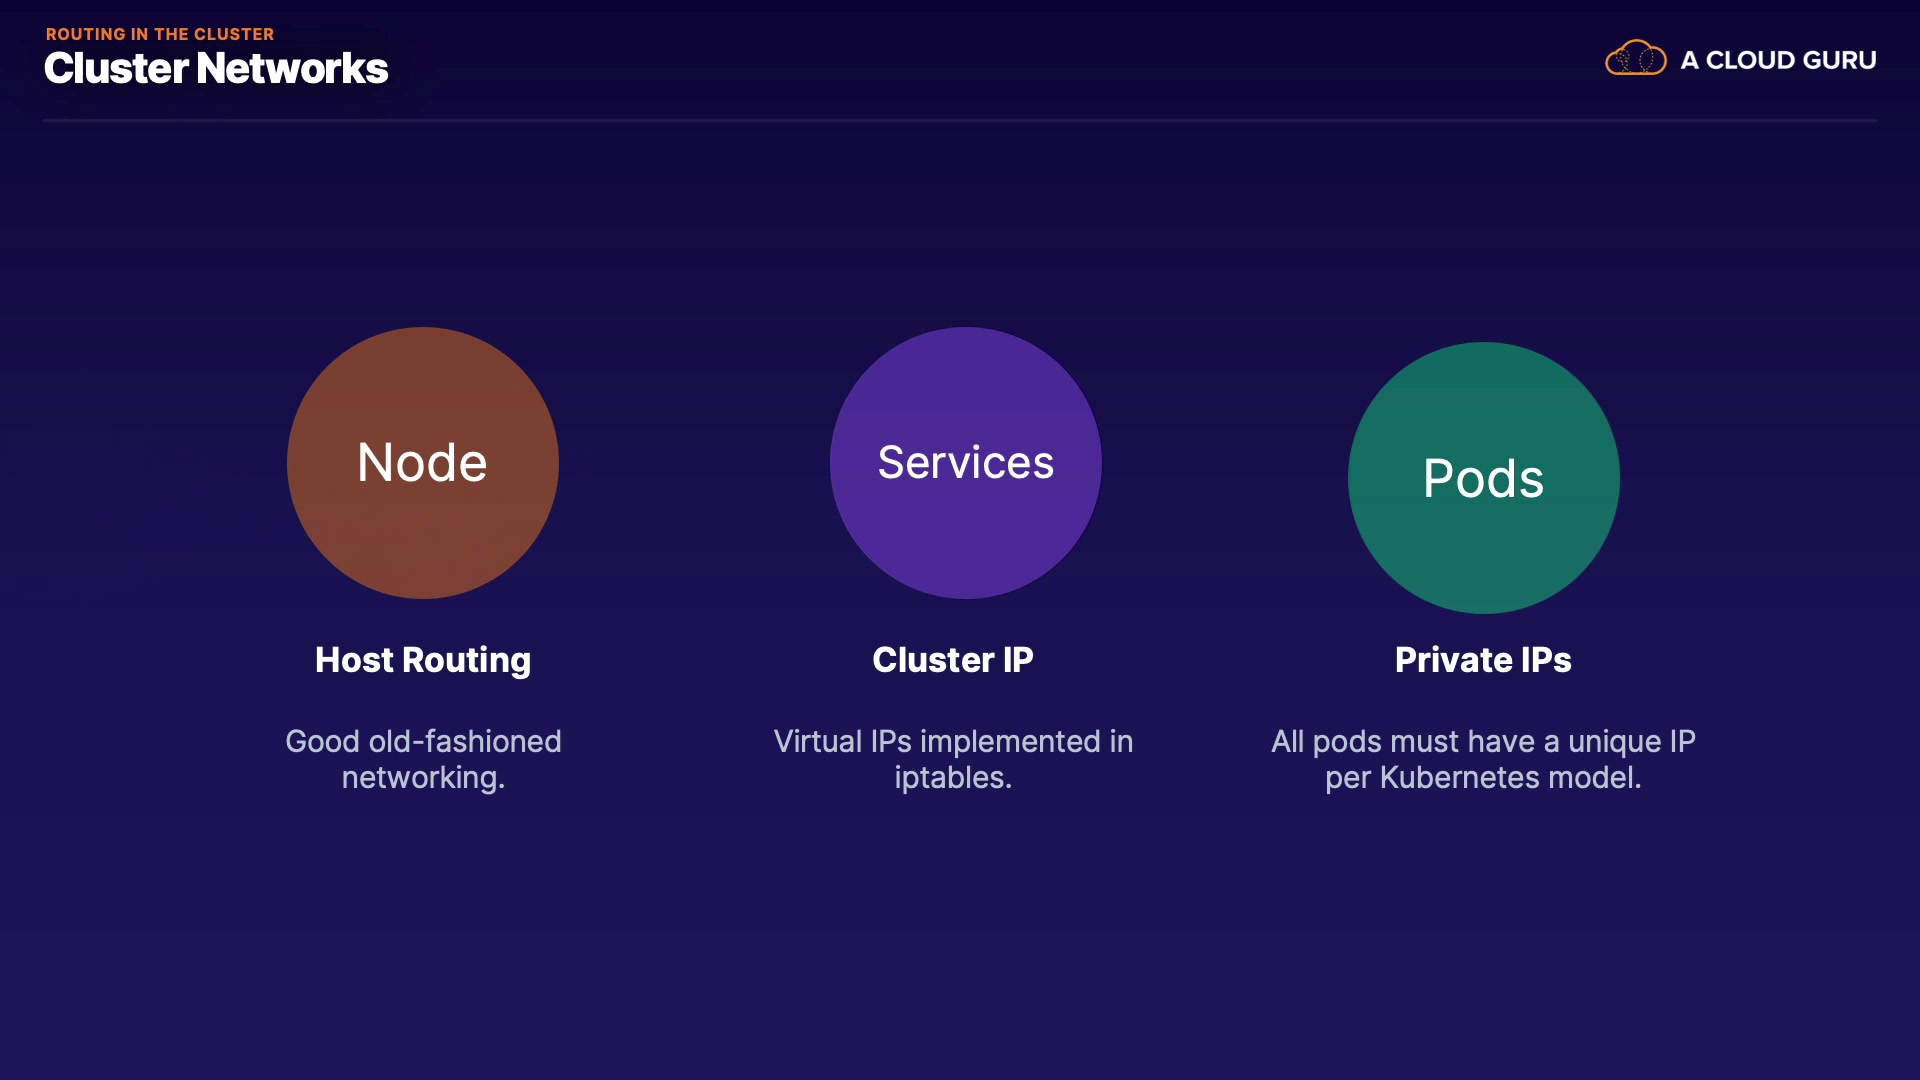 ROUTING IN THE CLUSTER
Cluster Networks
A CLOUD GURU
Node
Services
Pods
Host Routing
Good old-fashioned
networking.
Cluster IP
Virtual IPs implemented in
iptables.
Private IPs
All pods must have a unique IP
per Kubernetes model.